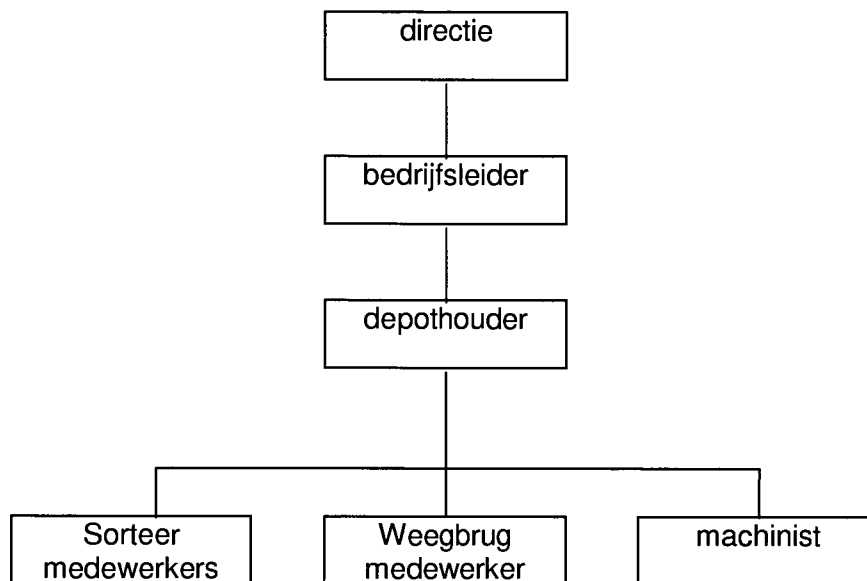 directie
bedrijfsleider
depothouder
Sorteer
medewerkers
Weegbrug
medewerker
machinist